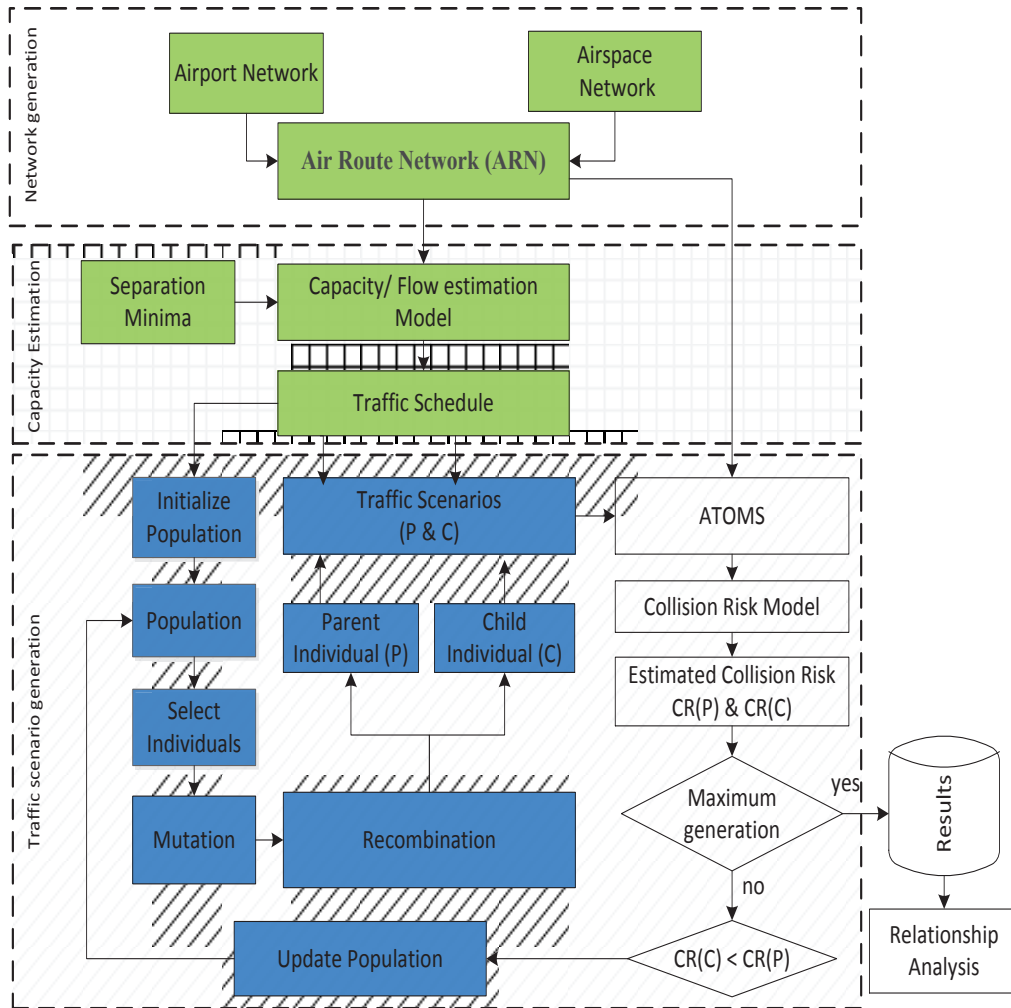 Network generation
Airport Network
Airspace
Network
Air Route Network (ARN)
Capacity Estimation
Separation
Minima
Capacity/ Flow estimation
Model
Traffic Schedule
Traffic scenario generation
Initialize
Population
Traffic Scenarios
(P & C)
ATOMS
Population
Parent
Individual (P)
Child
Individual (C)
Collision Risk Model
Select
Individuals
Estimated Collision Risk
CR(P) & CR(C)
Mutation
Recombination
Maximum
generation
yes
Results
no
Update Population
CR(C) < CR(P)
Relationship
Analysis